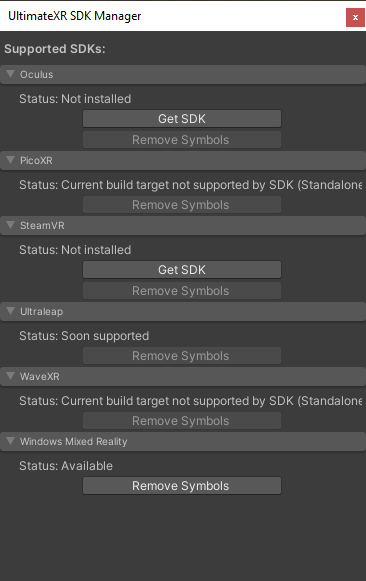 UltimateXR SDK Manager
x
Supported SDKs:
Oculus
Status: Not installed
Get SDK
Remove Symbols
PicoXR
Status: Current build target not supported by SDK (Standalone
Remove Symbols
SteamVR
Status: Not installed
Get SDK
Remove Symbols
Ultraleap
Status: Soon supported
Remove Symbols
WaveXR
Status: Current build target not supported by SDK (Standalone
Remove Symbols
Windows Mixed Reality
Status: Available
Remove Symbols